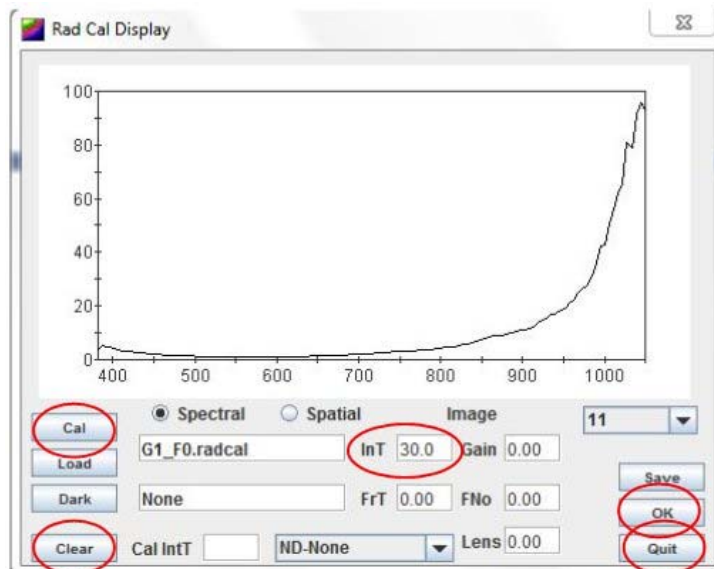 Rad Cal Display
100
80
60
40
20
0
400 500 600 700 800 900 1000
Cal Spectral Spatial Image 11
Load G1_F0.radcal InT 30.0 Gain 0.00
Save
Dark None FrT 0.00 FNo 0.00
OK
Clear Cal IntT ND-None Lens 0.00 Quit